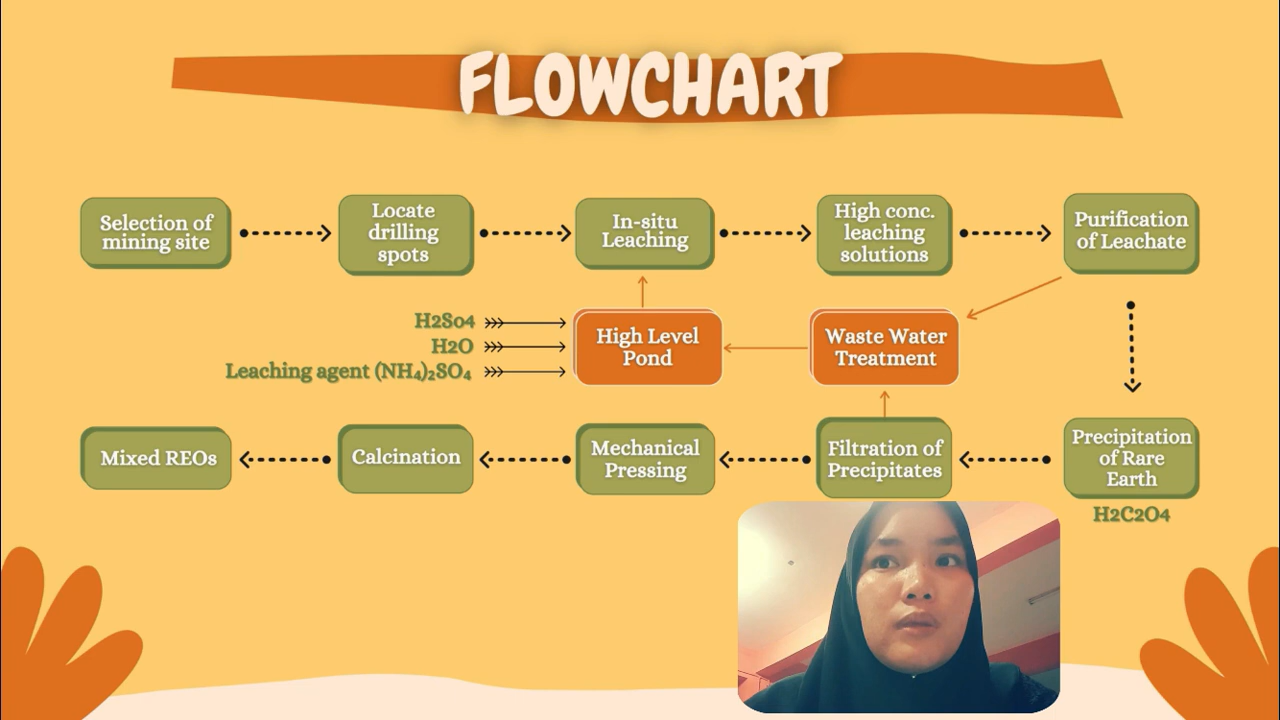 FLOWCHART
Selection of
mining site
Locate
drilling
spots
In-situ
Leaching
High conc.
leaching
solutions
Purification
of Leachate
H2So4
H2O
Leaching agent (NH4)₂SO₄
High Level
Pond
Waste Water
Treatment
Mixed REOs
Calcination
Mechanical
Pressing
Filtration of
Precipitates
Precipitation
of Rare
Earth
H2C2O4